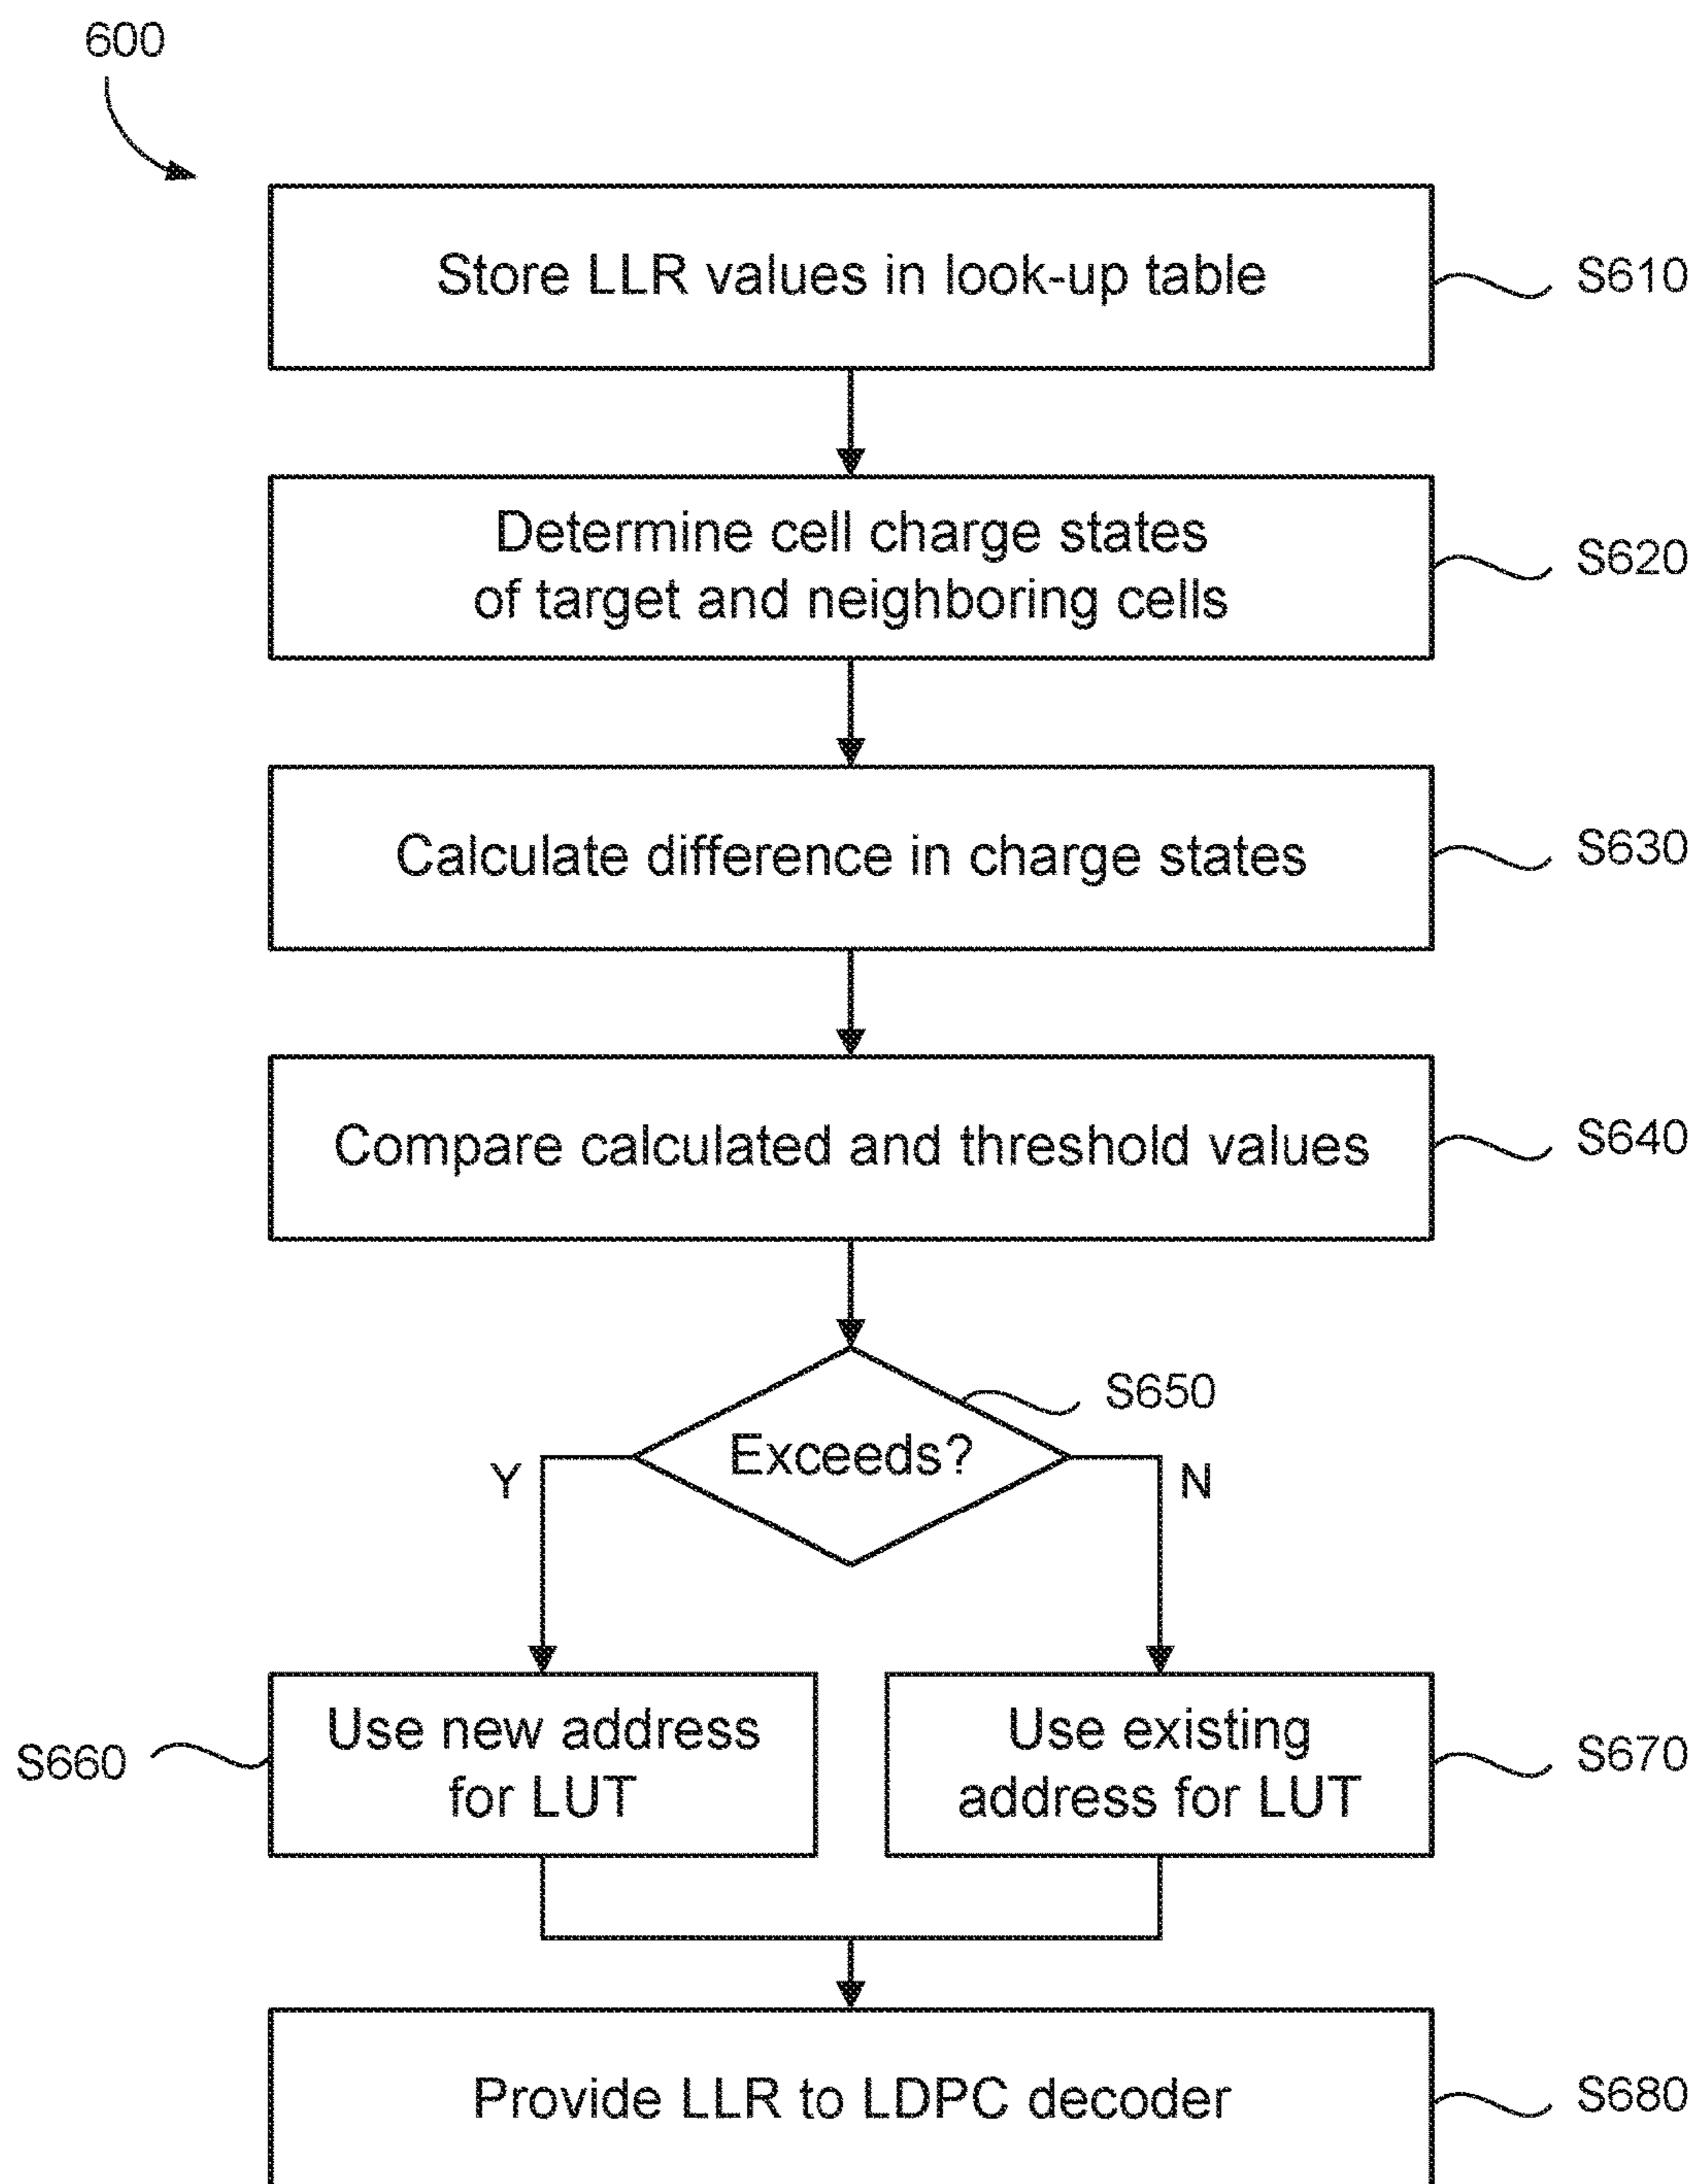 600
Store LLR values in look-up table
S610
Determine cell charge states
of target and neighboring cells
S620
Calculate difference in charge states
S630
Compare calculated and threshold values
S640
S650
Exceeds?
Y
N
Use new address
for LUT
S660
Use existing
address for LUT
S670
Provide LLR to LDPC decoder
S680